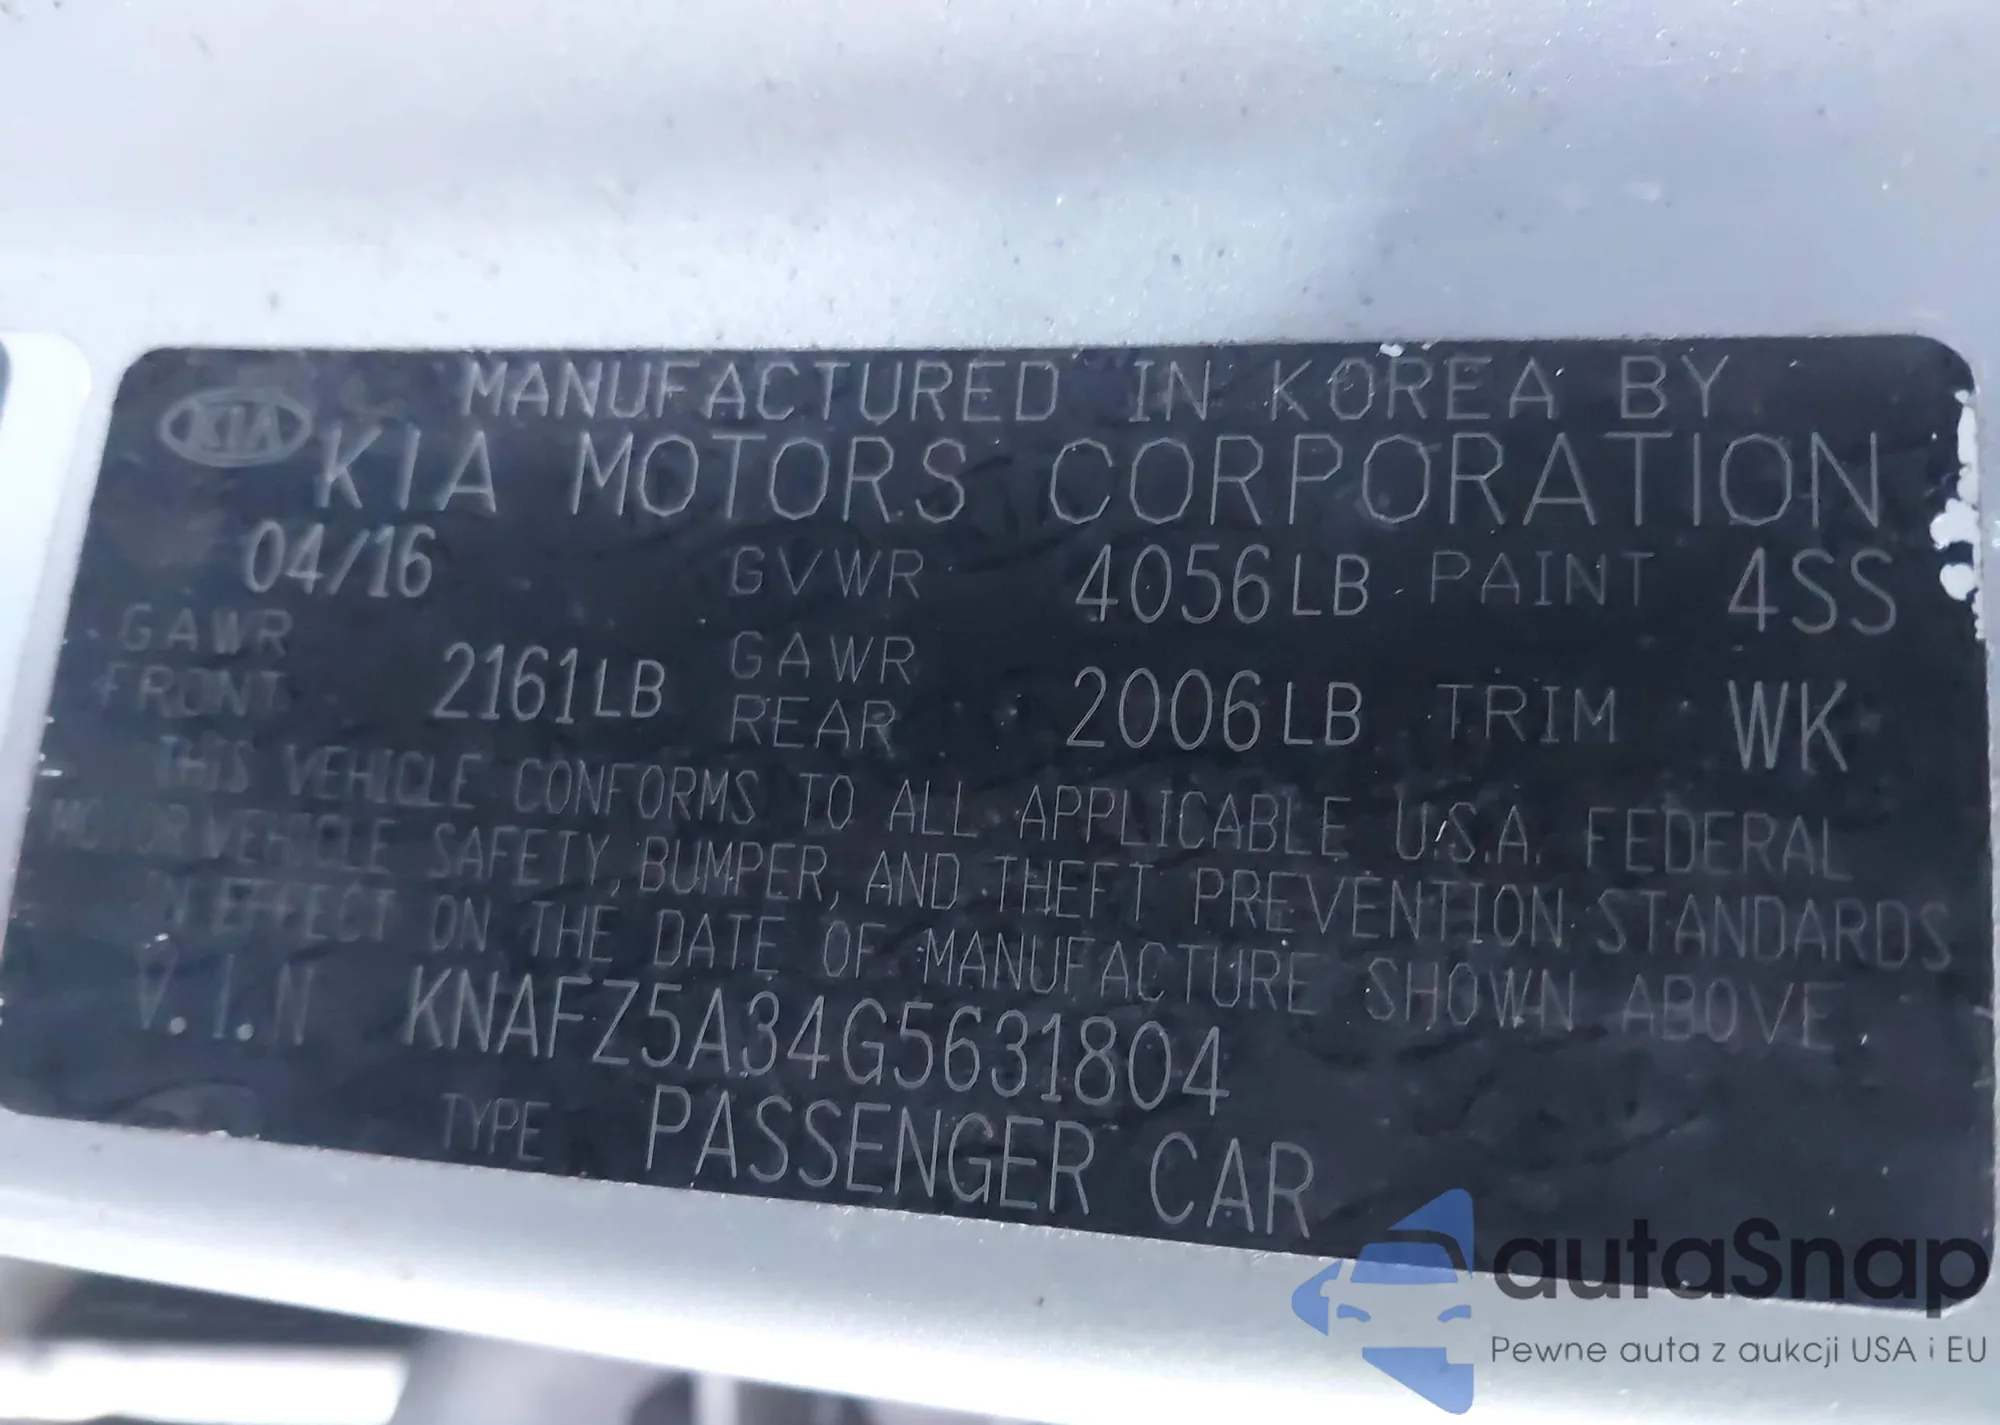 KIA
MANUFACTURED IN KOREA BY
KIA MOTORS CORPORATION
04/16 GVWR 4056LB PAINT 4SS
GAWR FRONT 2161LB GAWR REAR 2006LB TRIM WK
THIS VEHICLE CONFORMS TO ALL APPLICABLE U.S.A. FEDERAL
MOTOR VEHICLE SAFETY, BUMPER, AND THEFT PREVENTION STANDARDS
IN EFFECT ON THE DATE OF MANUFACTURE SHOWN ABOVE.
V.I.N KNAFZ5A34G5631804
TYPE PASSENGER CAR
autaSnap
Pewne auta z aukcji USA i EU